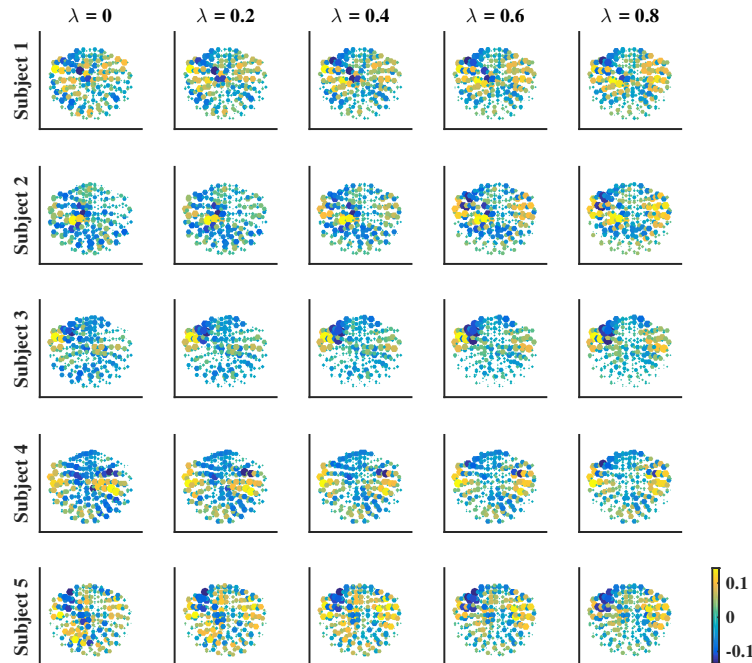 λ = 0 λ = 0.2 λ = 0.4 λ = 0.6 λ = 0.8
Subject 1
Subject 2
Subject 3
Subject 4
Subject 5
0.1
0
-0.1